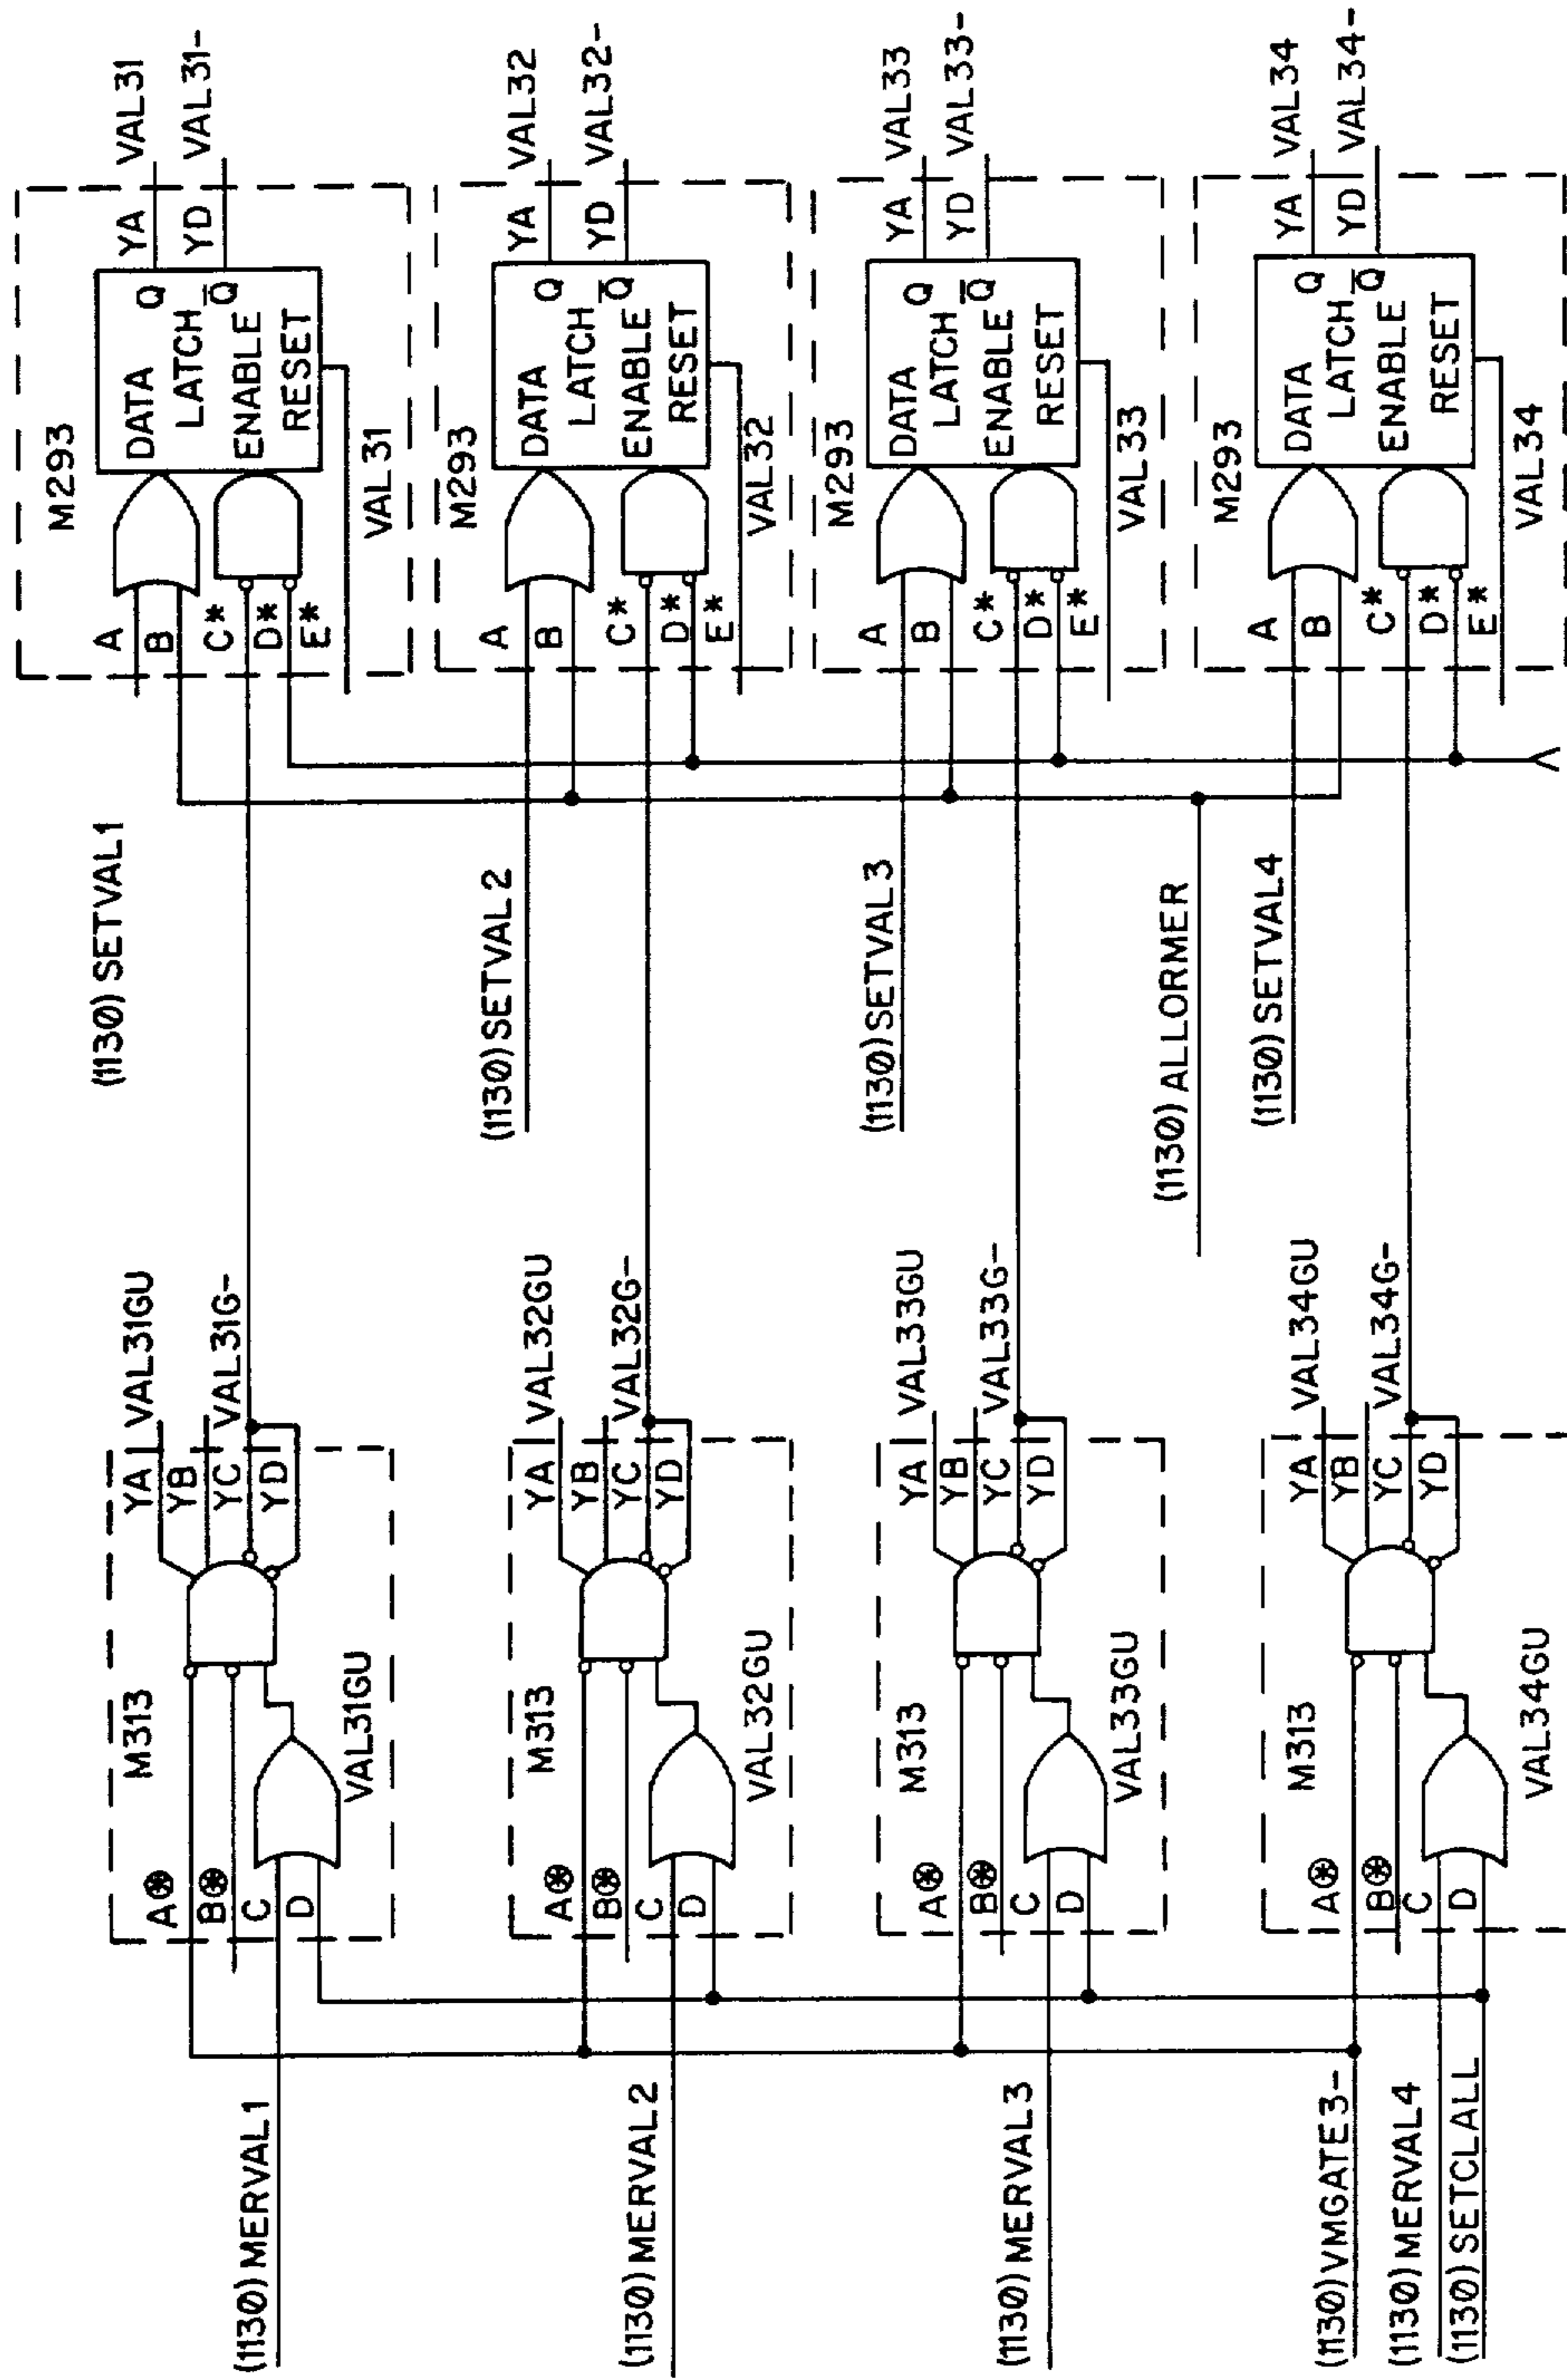 (1130) MERVAL1
A⊛
B⊛
C
D
M313
VAL31GU
YA
YB
YC
YD
VAL31GU
VAL31G-
(1130) SETVAL1
A
B
C*
D*
E*
M293
VAL31
DATA
LATCH
ENABLE
RESET
Q
Q̅
YA
YD
VAL31
VAL31-
(1130) MERVAL2
A⊛
B⊛
C
D
M313
VAL32GU
YA
YB
YC
YD
VAL32GU
VAL32G-
(1130) SETVAL 2
A
B
C*
D*
E*
M293
VAL32
DATA
LATCH
ENABLE
RESET
Q
Q̅
YA
YD
VAL32
VAL32-
(1130) MERVAL3
A⊛
B⊛
C
D
M313
VAL33GU
YA
YB
YC
YD
VAL33GU
VAL33G-
(1130) SETVAL3
A
B
C*
D*
E*
M293
VAL33
DATA
LATCH
ENABLE
RESET
Q
Q̅
YA
YD
VAL33
VAL33-
(1130) ALLORMER
(1130) VMGATE3-
(1130) MERVAL4
(1130) SETCLALL
A⊛
B⊛
C
D
M313
VAL34GU
YA
YB
YC
YD
VAL34GU
VAL34G-
(1130) SETVAL4
A
B
C*
D*
E*
M293
VAL34
DATA
LATCH
ENABLE
RESET
Q
Q̅
YA
YD
VAL34
VAL34-